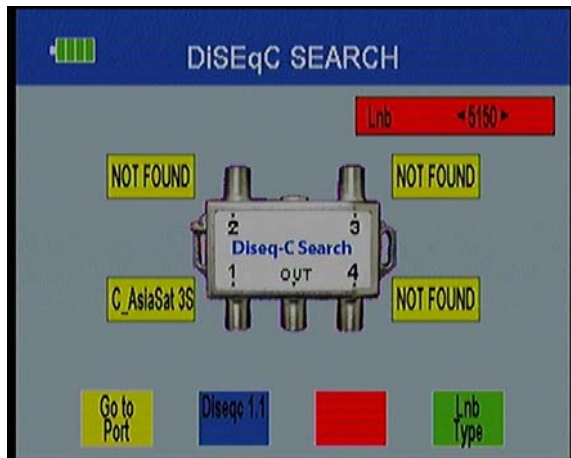 DiSEqC SEARCH
Lnb ◄5150►
NOT FOUND
NOT FOUND
2 3
Diseq-C Search
1 OUT 4
C_AsiaSat 3S
NOT FOUND
Go to
Port
Diseqc 1.1
Lnb
Type